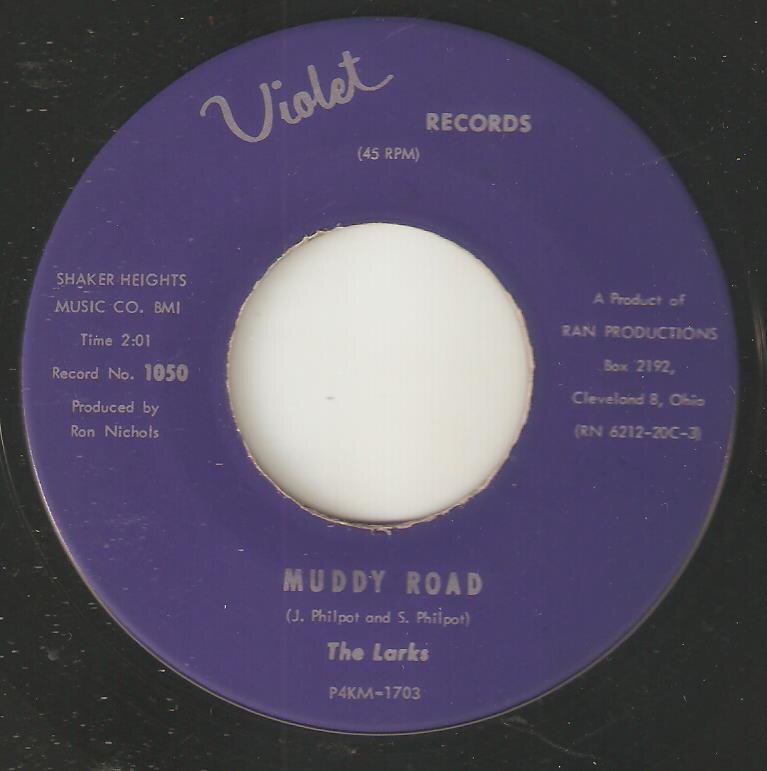 Violet
RECORDS
(45 RPM)
SHAKER HEIGHTS
MUSIC CO. BMI
Time 2:01
Record No. 1050
Produced by
Ron Nichols
A Product of
RAN PRODUCTIONS
Box 2192,
Cleveland 8, Ohio
(RN 6212-20C-3)
MUDDY ROAD
(J. Philpot and S. Philpot)
The Larks
P4KM-1703